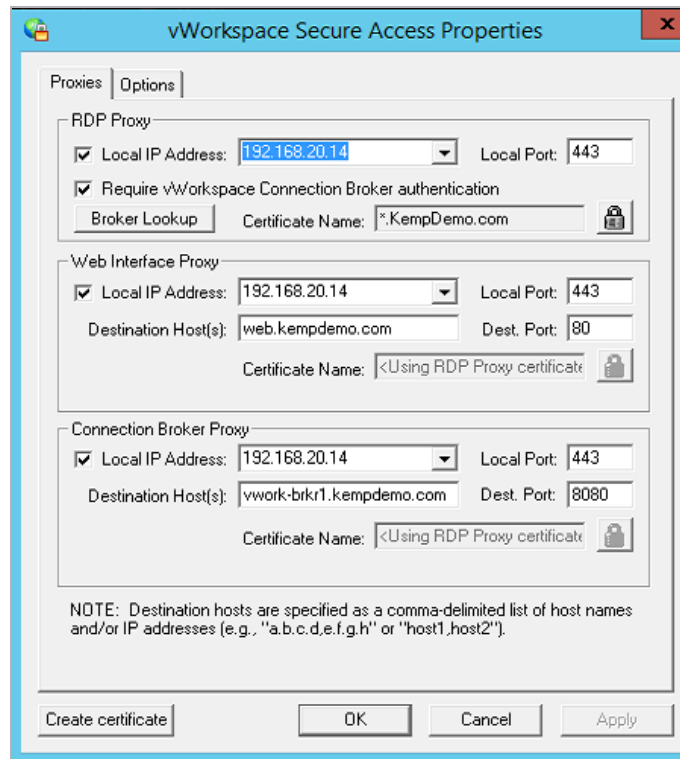 vWorkspace Secure Access Properties
x
Proxies Options
RDP Proxy
Local IP Address: 192.168.20.14 Local Port: 443
Require vWorkspace Connection Broker authentication
Broker Lookup Certificate Name: *.KempDemo.com
Web Interface Proxy
Local IP Address: 192.168.20.14 Local Port: 443
Destination Host(s): web.kempdemo.com Dest. Port: 80
Certificate Name: <Using RDP Proxy certificate
Connection Broker Proxy
Local IP Address: 192.168.20.14 Local Port: 443
Destination Host(s): vwork-brkr1.kempdemo.com Dest. Port: 8080
Certificate Name: <Using RDP Proxy certificate
NOTE: Destination hosts are specified as a comma-delimited list of host names
and/or IP addresses (e.g., "a.b.c.d,e.f.g.h" or "host1,host2").
Create certificate OK Cancel Apply